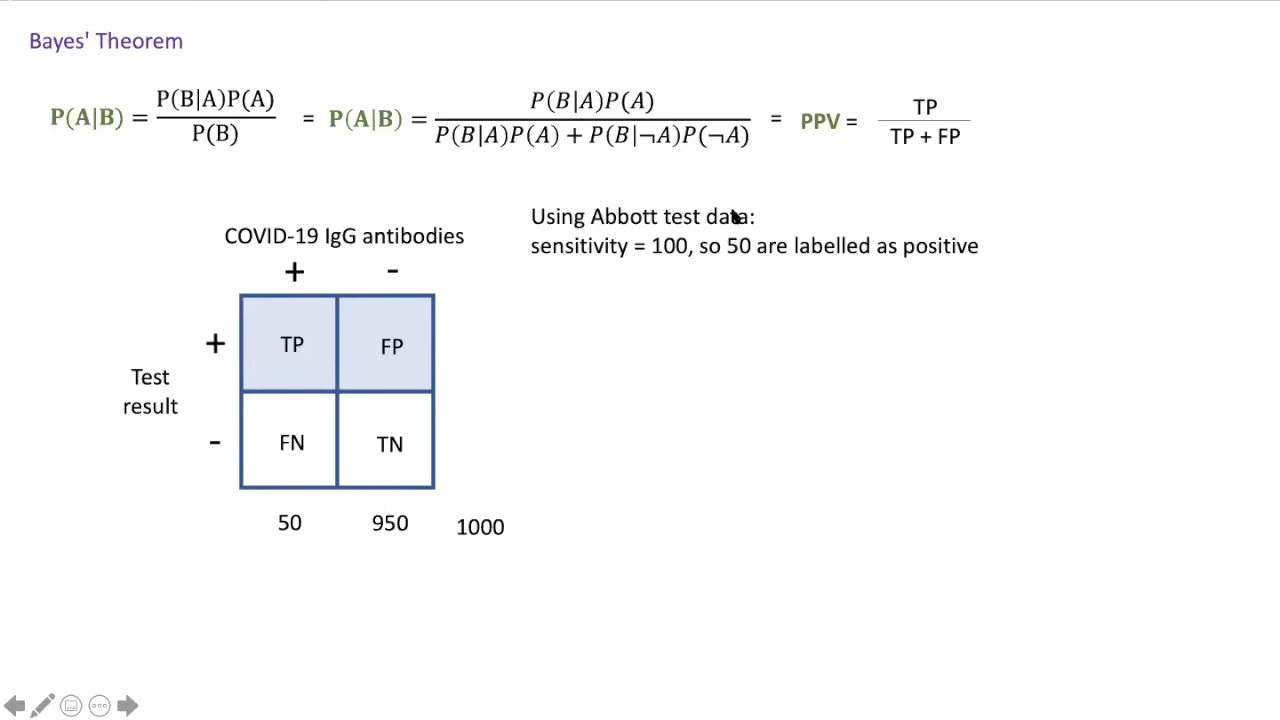 Bayes' Theorem
P(A|B) = P(B|A)P(A) / P(B) = P(A|B) = P(B|A)P(A) / P(B|A)P(A) + P(B|¬A)P(¬A) = PPV = TP / TP + FP
Using Abbott test data:
sensitivity = 100, so 50 are labelled as positive
COVID-19 IgG antibodies
+ -
+ TP FP
Test
result
- FN TN
50 950 1000